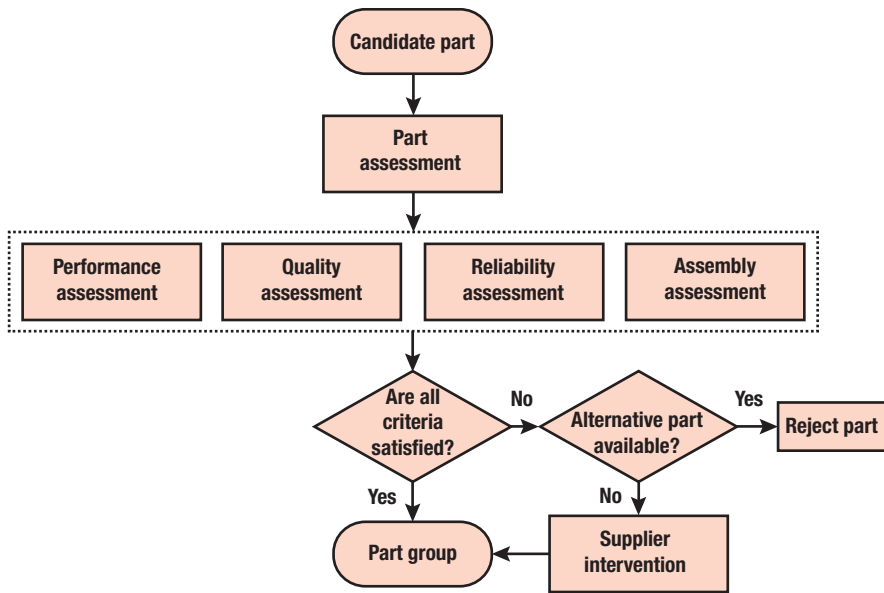 Candidate part
Part
assessment
Performance
assessment
Quality
assessment
Reliability
assessment
Assembly
assessment
Are all
criteria
satisfied?
No
Alternative part
available?
Yes
Reject part
Yes
No
Part group
Supplier
intervention